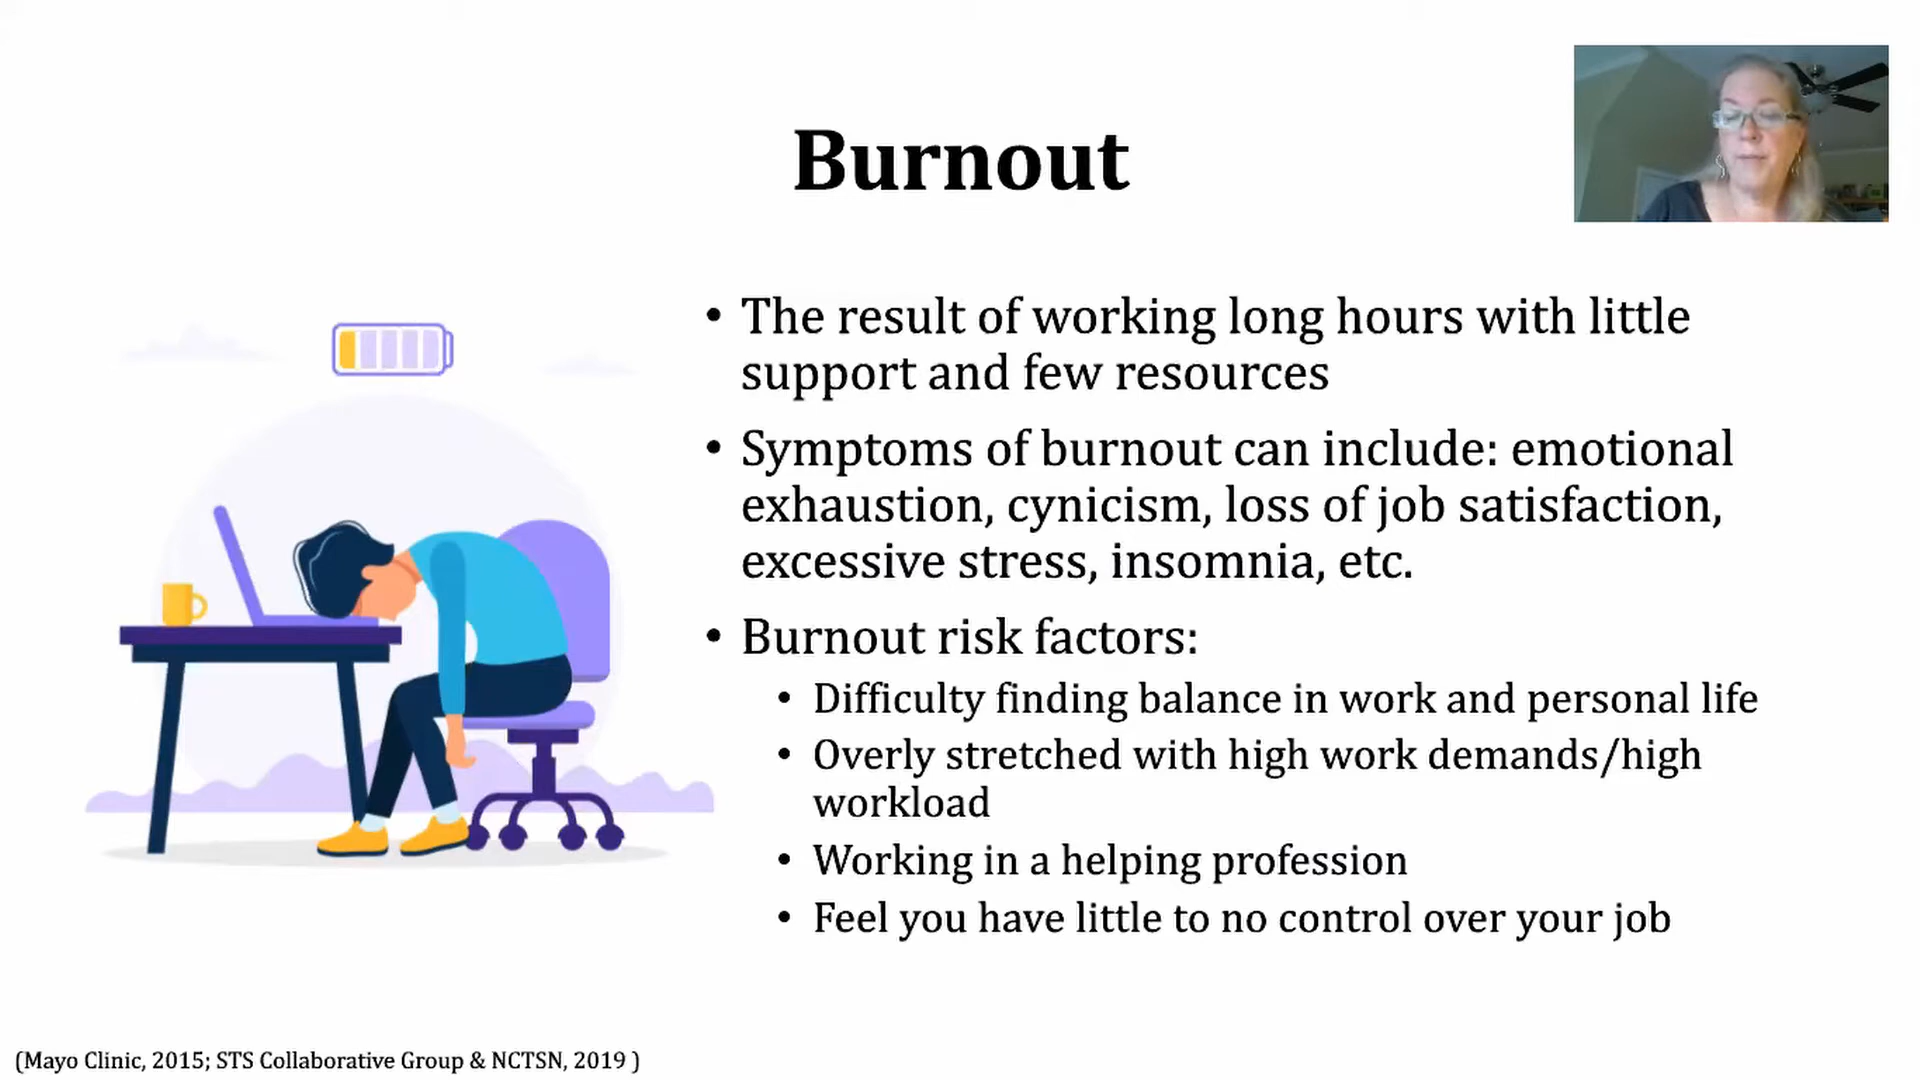 Burnout
• The result of working long hours with little
support and few resources
• Symptoms of burnout can include: emotional
exhaustion, cynicism, loss of job satisfaction,
excessive stress, insomnia, etc.
• Burnout risk factors:
• Difficulty finding balance in work and personal life
• Overly stretched with high work demands/high
workload
• Working in a helping profession
• Feel you have little to no control over your job
(Mayo Clinic, 2015; STS Collaborative Group & NCTSN, 2019 )